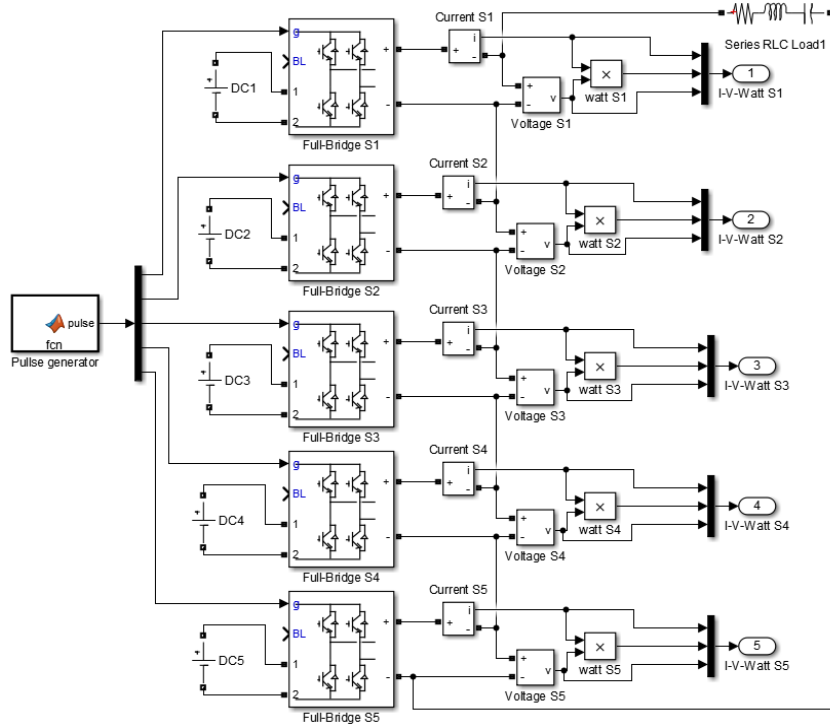 Current S1
g
BL
1
2
DC1
+
-
Full-Bridge S1
+
-
i
+
-
v
Voltage S1
×
watt S1
1
I-V-Watt S1
Series RLC Load1
Current S2
g
BL
1
2
DC2
+
-
Full-Bridge S2
+
-
i
+
-
v
Voltage S2
×
watt S2
2
I-V-Watt S2
pulse
fcn
Pullse generator
Current S3
g
BL
1
2
DC3
+
-
Full-Bridge S3
+
-
i
+
-
v
Voltage S3
×
watt S3
3
I-V-Watt S3
Current S4
g
BL
1
2
DC4
+
-
Full-Bridge S4
+
-
i
+
-
v
Voltage S4
×
watt S4
4
I-V-Watt S4
Current S5
g
BL
1
2
DC5
+
-
Full-Bridge S5
+
-
i
+
-
v
Voltage S5
×
watt S5
5
I-V-Watt S5